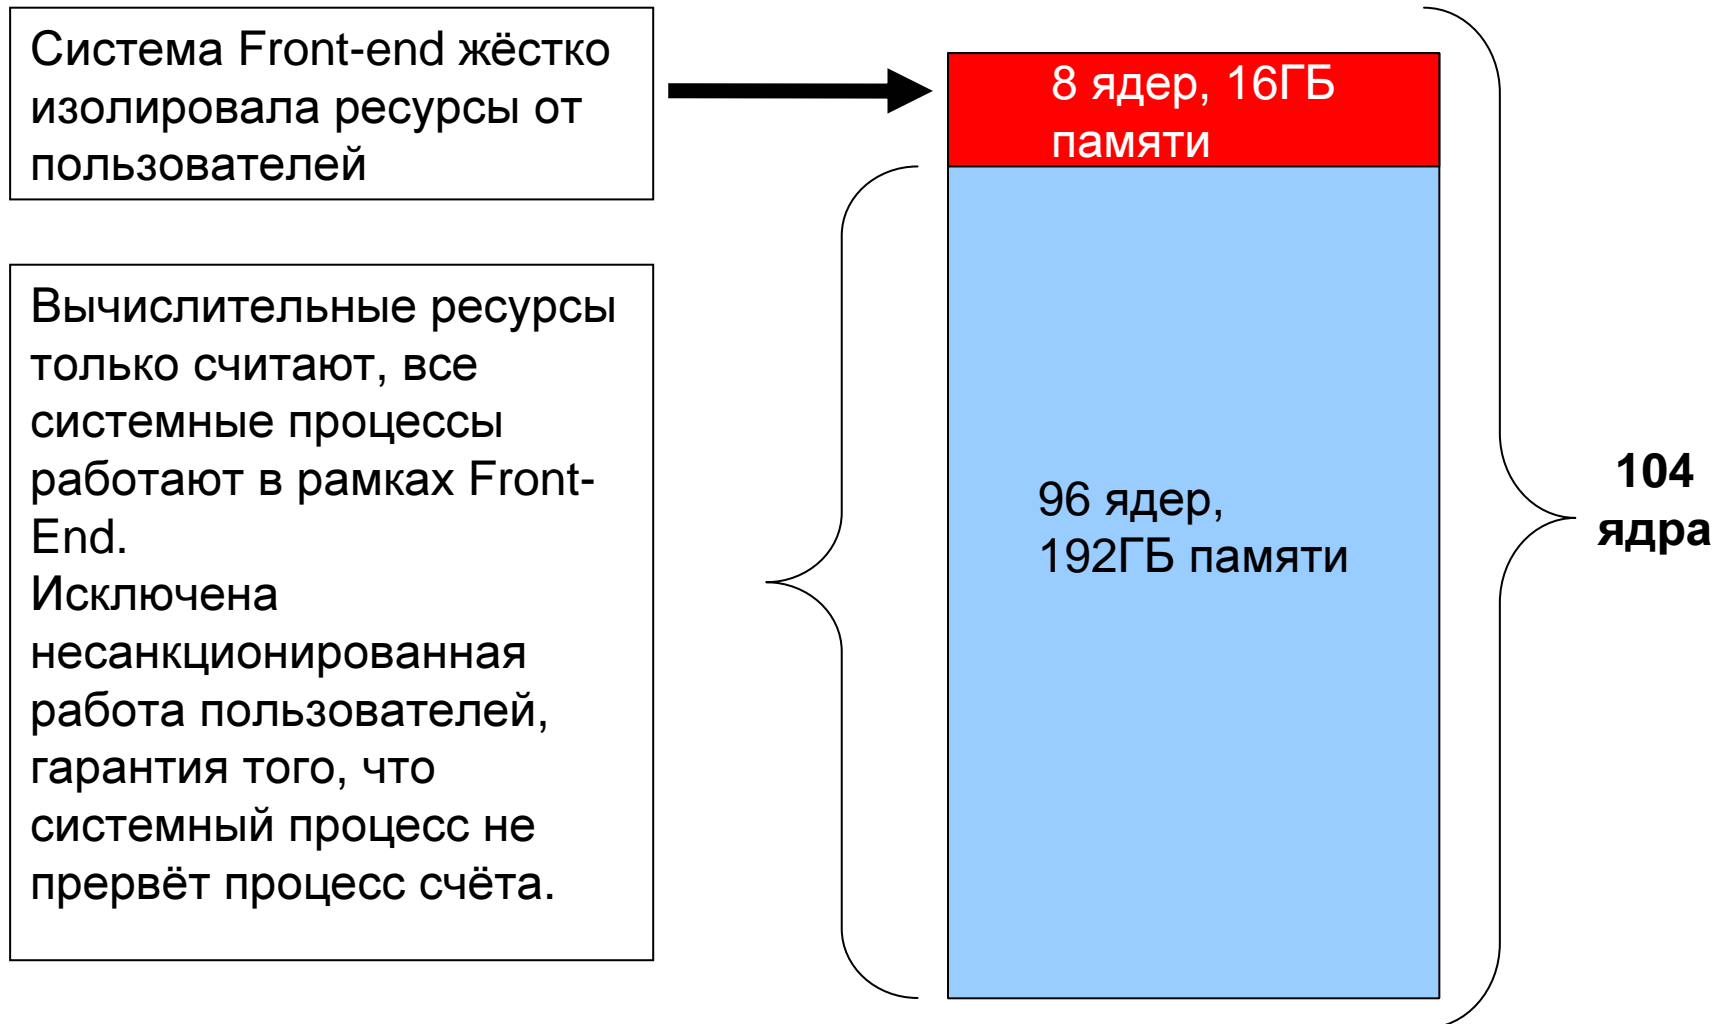 Система Front-end жёстко
изолировала ресурсы от
пользователей
8 ядер, 16ГБ
памяти
Вычислительные ресурсы
только считают, все
системные процессы
работают в рамках Front-
End.
Исключена
несанкционированная
работа пользователей,
гарантия того, что
системный процесс не
прервёт процесс счёта.
96 ядер,
192ГБ памяти
104
ядра